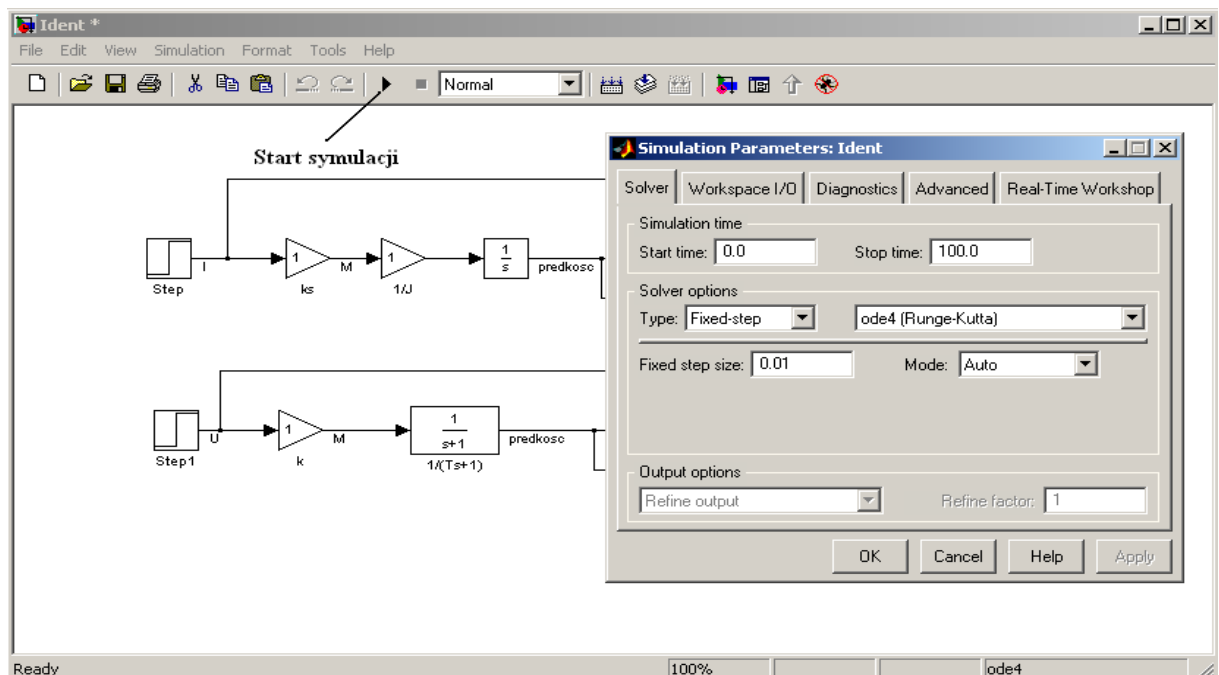 Ident *
File Edit View Simulation Format Tools Help
Normal
Start symulacji
Simulation Parameters: Ident
Solver Workspace I/O Diagnostics Advanced Real-Time Workshop
Simulation time
Start time: 0.0 Stop time: 100.0
Solver options
Type: Fixed-step ode4 (Runge-Kutta)
Fixed step size: 0.01 Mode: Auto
Output options
Refine output Refine factor: 1
OK Cancel Help Apply
I 1 M 1 1 predkosc
s
Step ks 1/J
U 1 M 1 predkosc
s+1
Step1 k 1/(Ts+1)
Ready 100% ode4